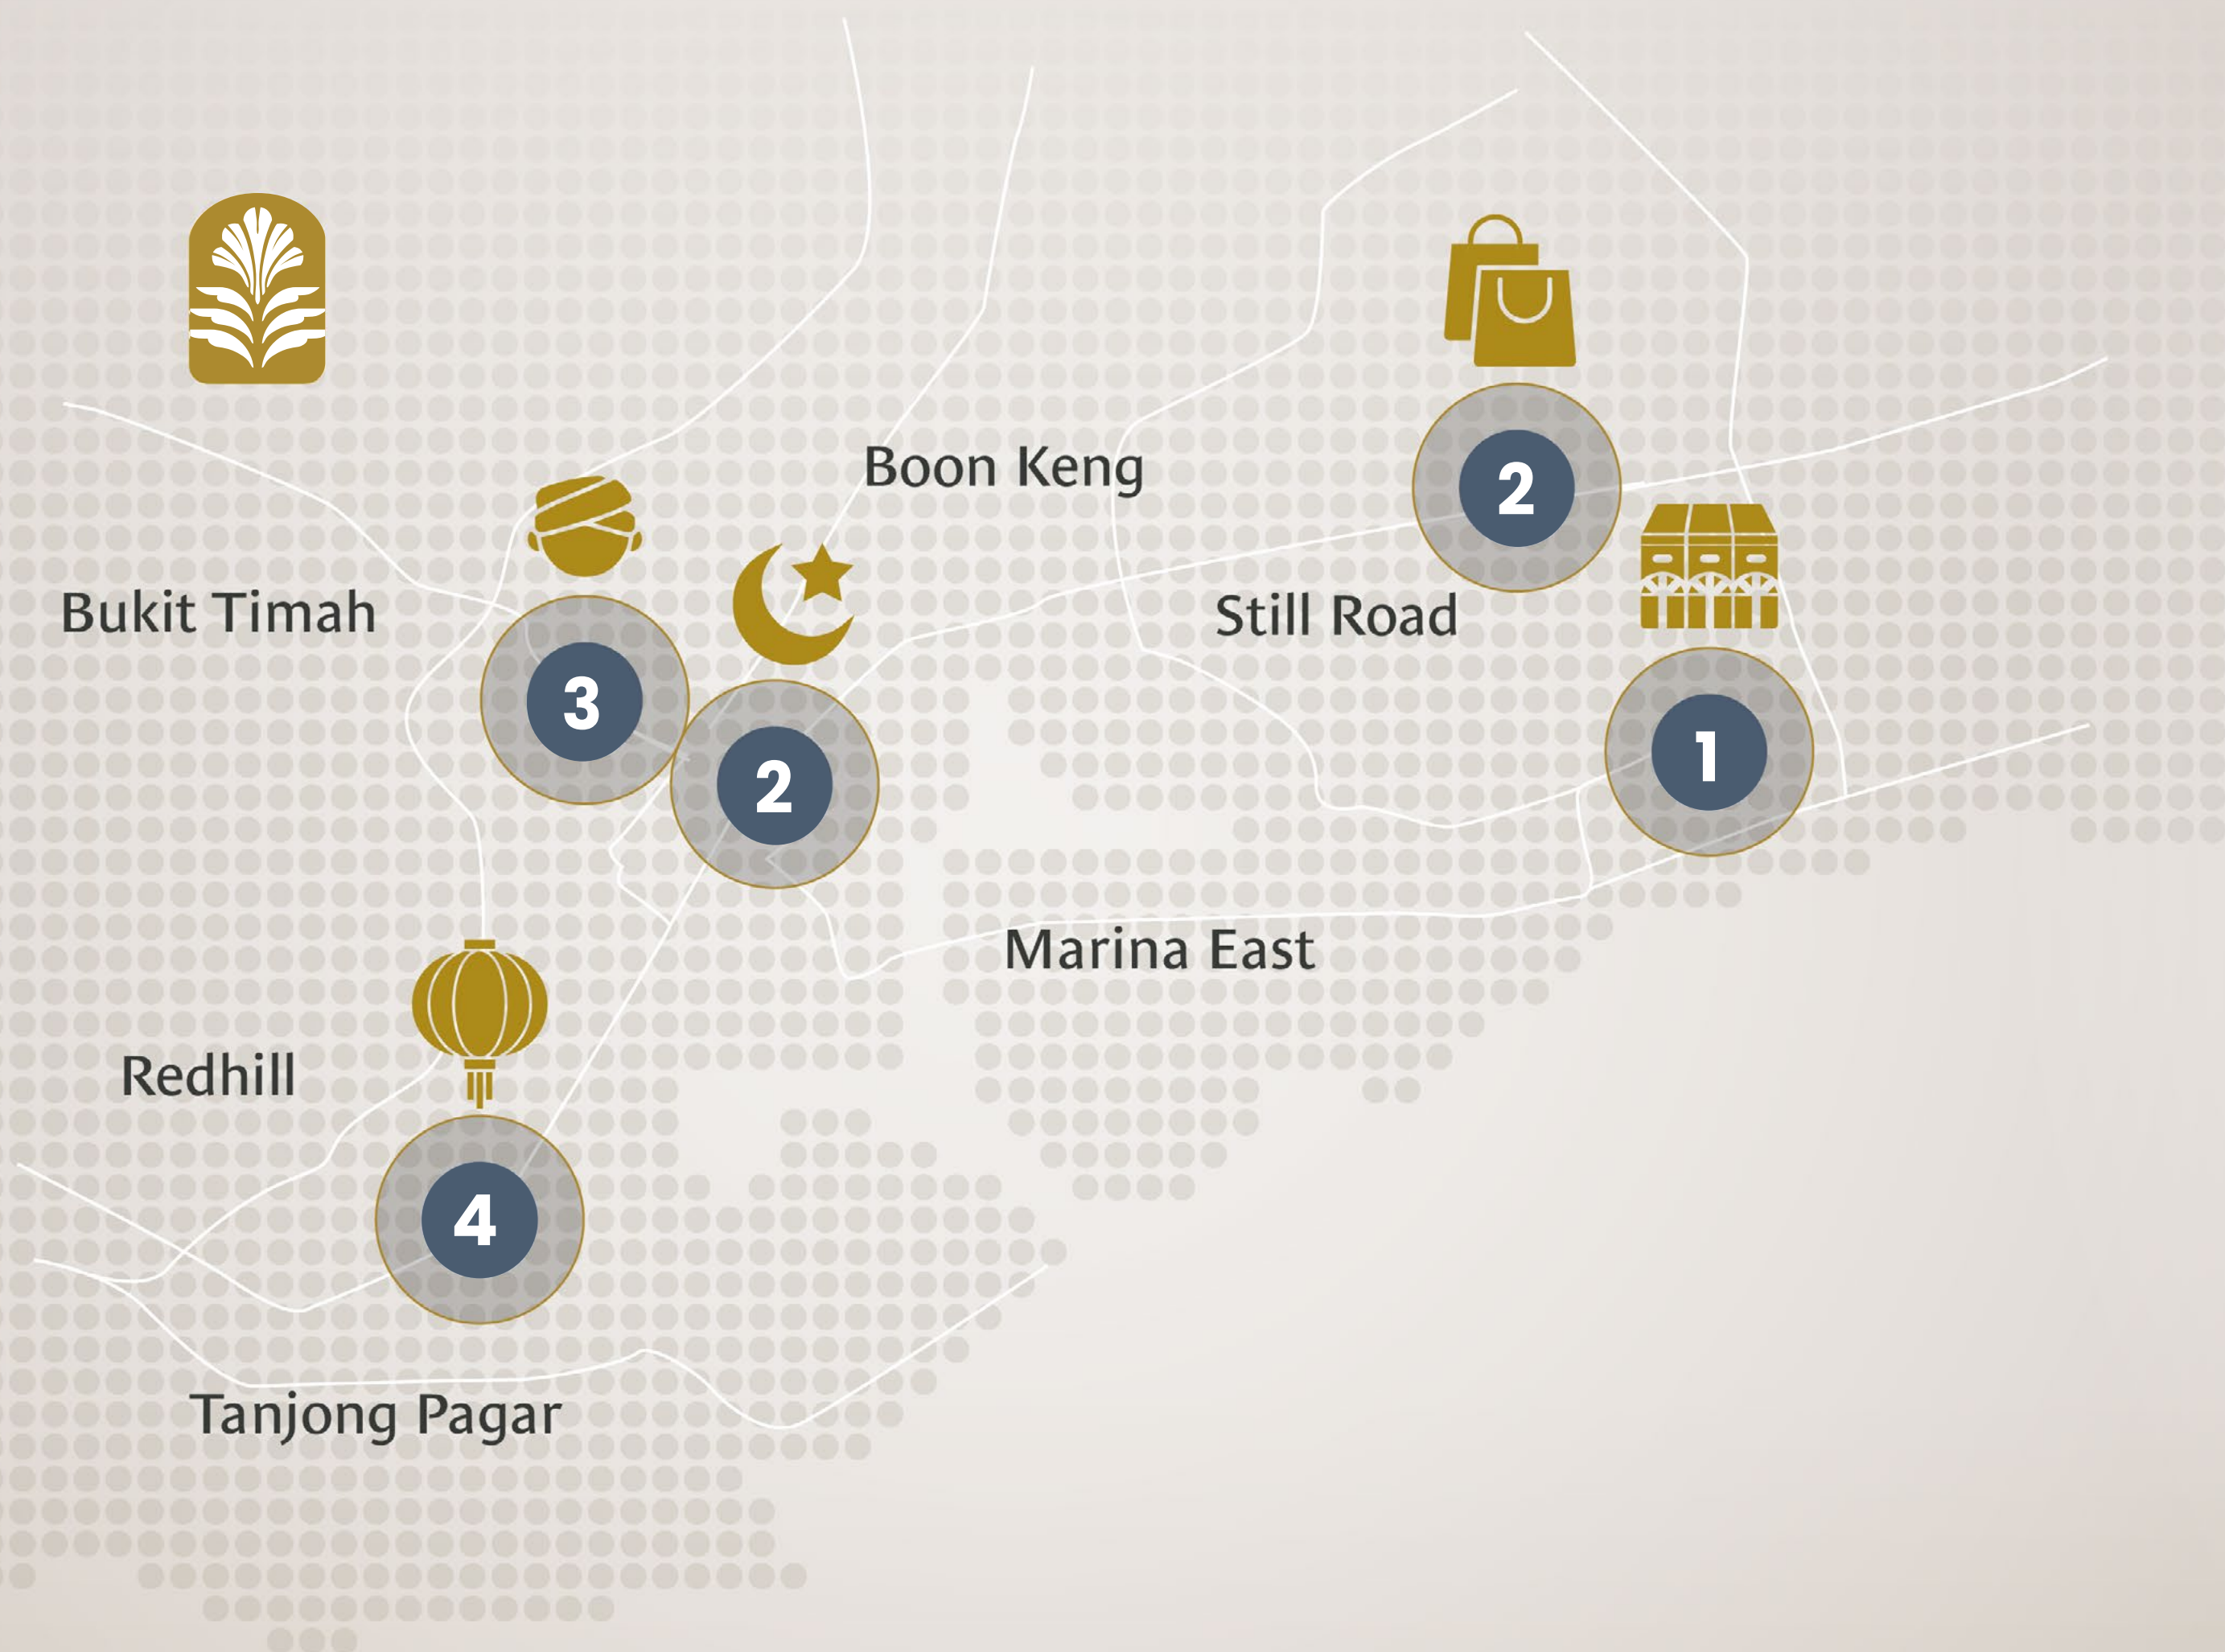 Boon Keng
2
Bukit Timah
Still Road
3
1
2
Marina East
Redhill
4
Tanjong Pagar